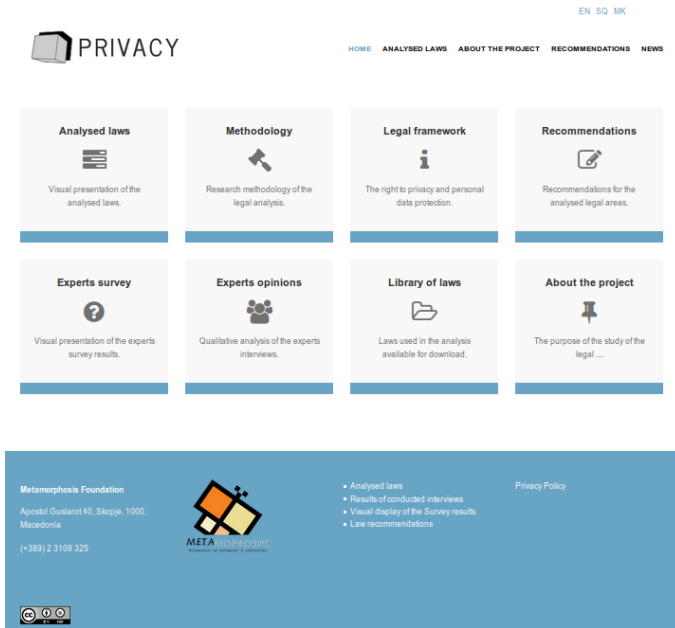 EN SQ MK
PRIVACY
HOME ANALYSED LAWS ABOUT THE PROJECT RECOMMENDATIONS NEWS
Analysed laws
Visual presentation of the
analysed laws.
Methodology
Research methodology of the
legal analysis.
Legal framework
The right to privacy and personal
data protection.
Recommendations
Recommendations for the
analysed legal areas.
Experts survey
Visual presentation of the experts
survey results.
Experts opinions
Qualitative analysis of the experts
interviews.
Library of laws
Laws used in the analysis
available for download.
About the project
The purpose of the study of the
legal ....
Metamorphosis Foundation
Apostol Guslarot 40, Skopje, 1000,
Macedonia
(+389) 2 3109 325
МЕТАМОРФОЗИС
Analysed laws
Results of conducted interviews
Visual display of the Survey results
Law recommendations
Privacy Policy
cc
BY ND